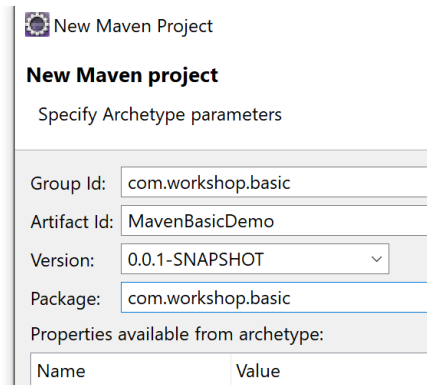 New Maven Project
New Maven project
Specify Archetype parameters
Group Id: com.workshop.basic
Artifact Id: MavenBasicDemo
Version: 0.0.1-SNAPSHOT
Package: com.workshop.basic
Properties available from archetype:
Name Value